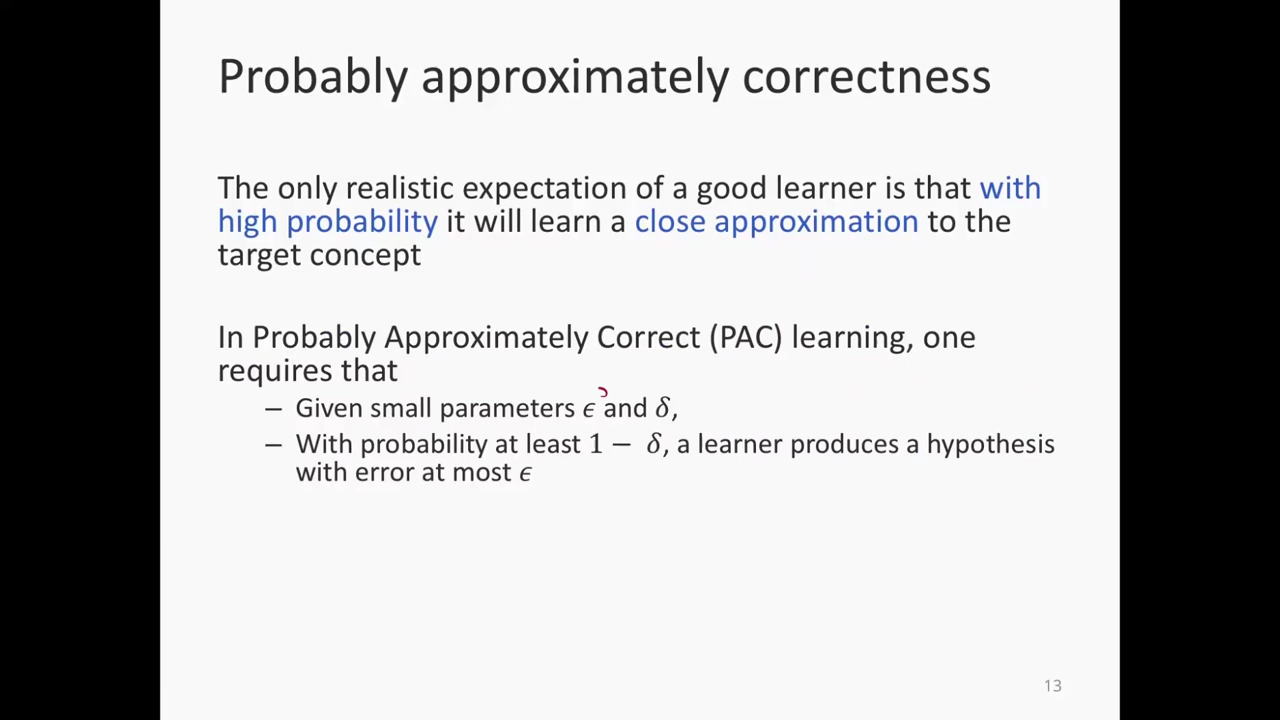 Probably approximately correctness
The only realistic expectation of a good learner is that with
high probability it will learn a close approximation to the
target concept
In Probably Approximately Correct (PAC) learning, one
requires that
– Given small parameters ϵ and δ,
– With probability at least 1 − δ, a learner produces a hypothesis
with error at most ϵ
13